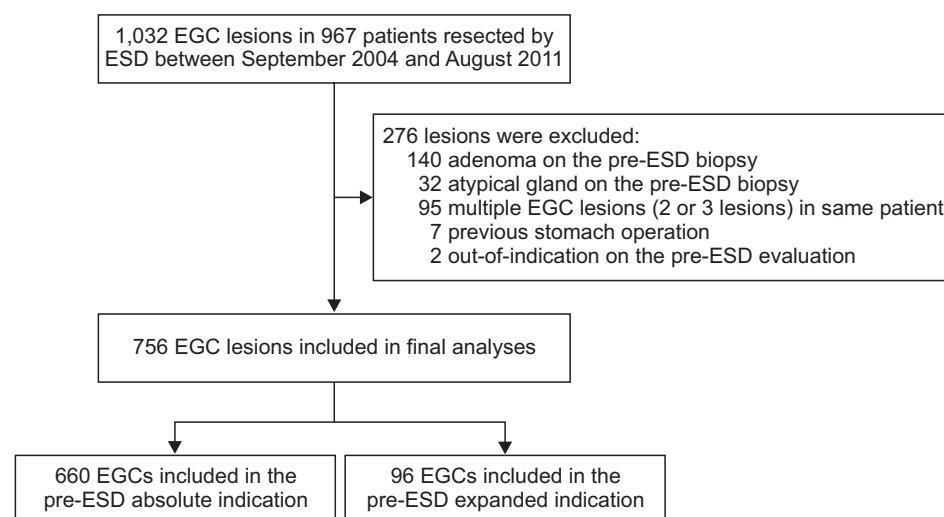 1,032 EGC lesions in 967 patients resected by
ESD between September 2004 and August 2011
276 lesions were excluded:
140 adenoma on the pre-ESD biopsy
32 atypical gland on the pre-ESD biopsy
95 multiple EGC lesions (2 or 3 lesions) in same patient
7 previous stomach operation
2 out-of-indication on the pre-ESD evaluation
756 EGC lesions included in final analyses
660 EGCs included in the
pre-ESD absolute indication
96 EGCs included in the
pre-ESD expanded indication